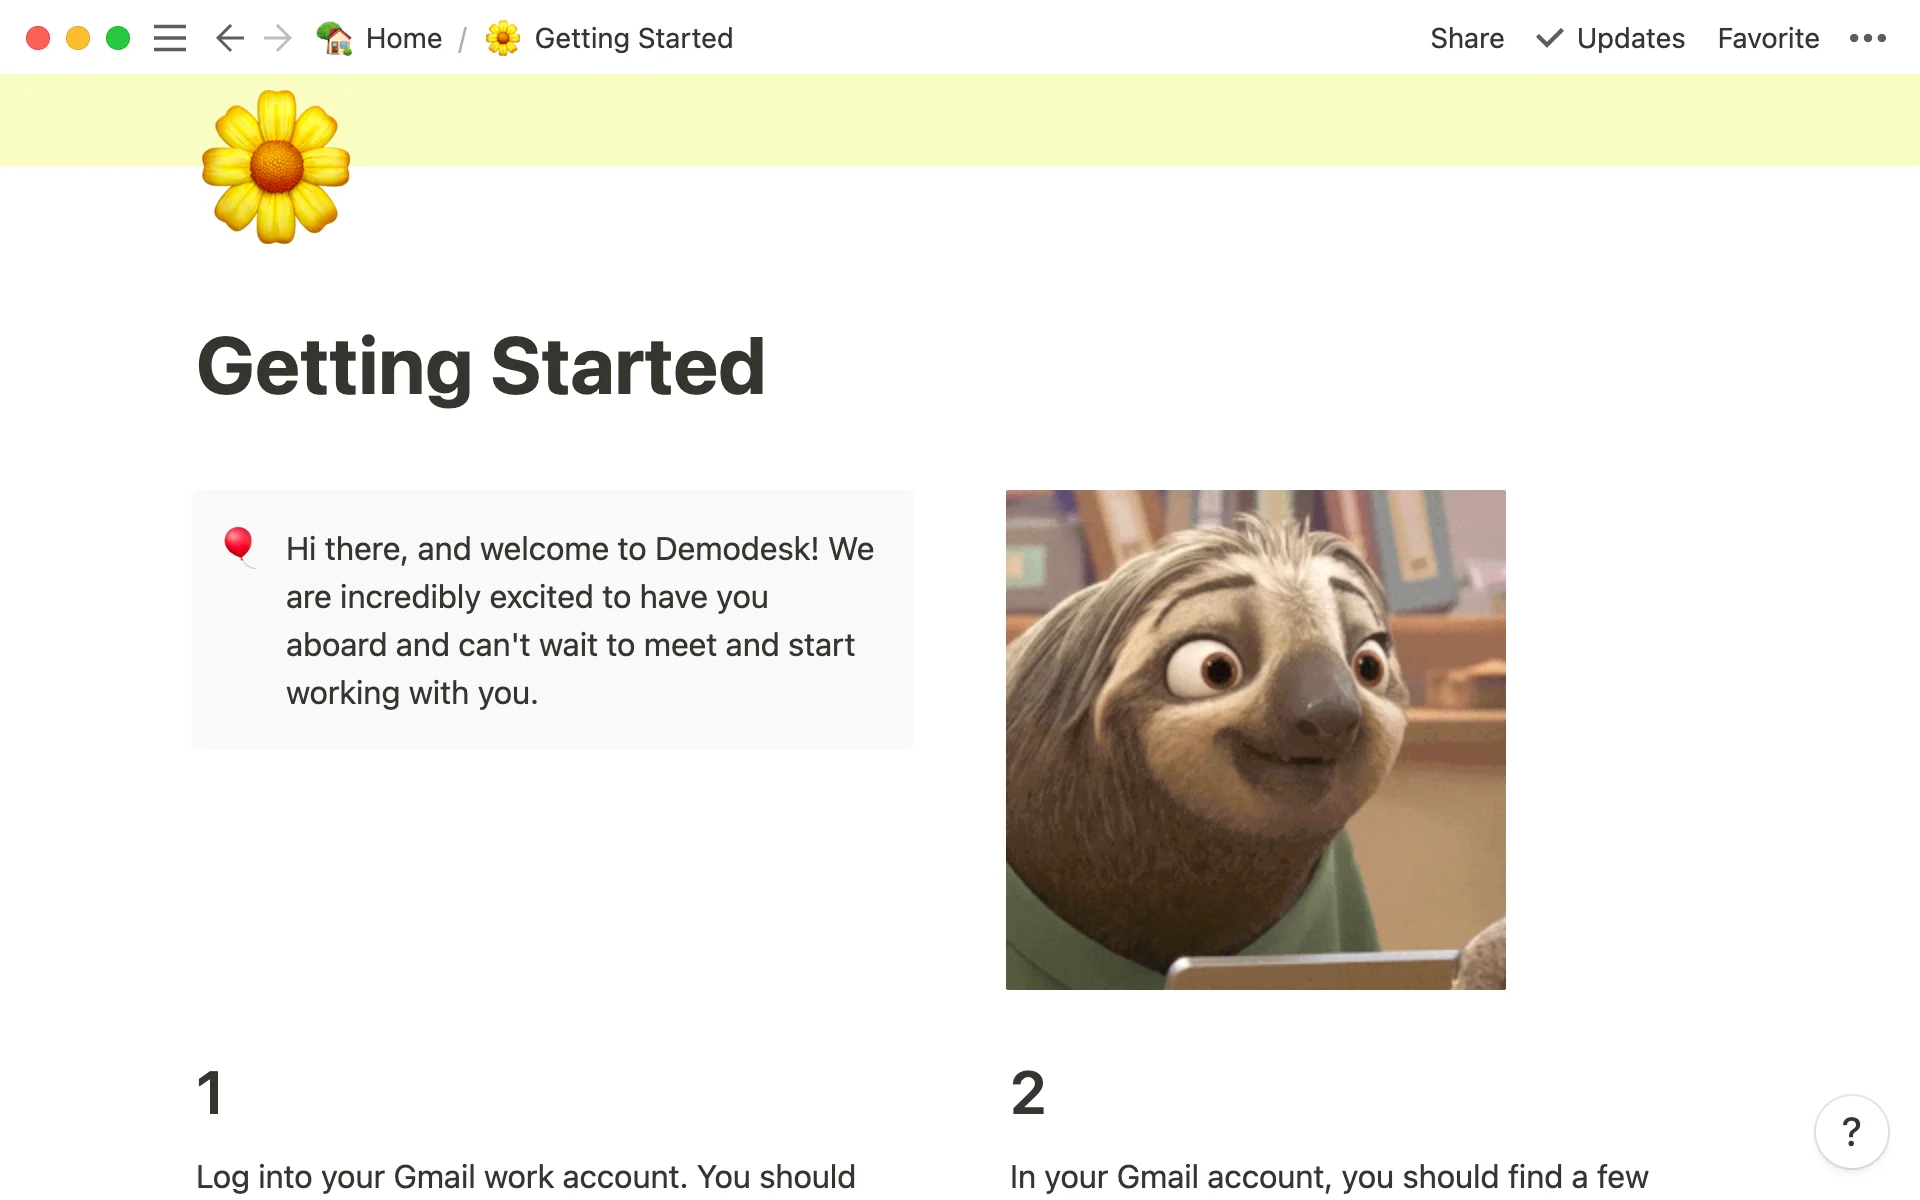 Home / Getting Started
Share Updates Favorite
Getting Started
Hi there, and welcome to Demodesk! We
are incredibly excited to have you
aboard and can't wait to meet and start
working with you.
1
Log into your Gmail work account. You should
2
In your Gmail account, you should find a few
?